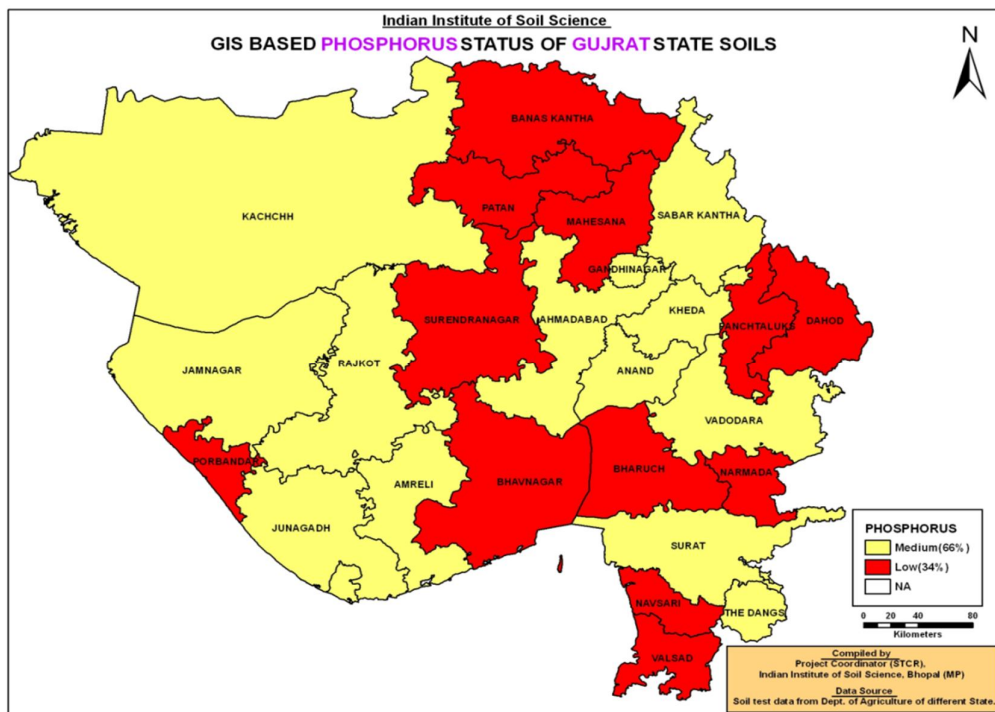 Indian Institute of Soil Science
GIS BASED PHOSPHORUS STATUS OF GUJRAT STATE SOILS
N
BANAS KANTHA
PATAN
MAHESANA
SABAR KANTHA
KACHCHH
GANDHINAGAR
SURENDRANAGAR
AHMADABAD
KHEDA
PANCHTALUKS
DAHOD
JAMNAGAR
RAJKOT
ANAND
VADODARA
PORBANDAR
AMRELI
BHAVNAGAR
BHARUCH
NARMADA
JUNAGADH
SURAT
NAVSARI
THE DANGS
VALSAD
PHOSPHORUS
Medium(66%)
Low(34%)
NA
0 10 20 40 60 80
Kilometers
Compiled by
Project Coordinator (STCR),
Indian Institute of Soil Science, Bhopal (MP)
Data Source
Soil test data from Dept. of Agriculture of different State.